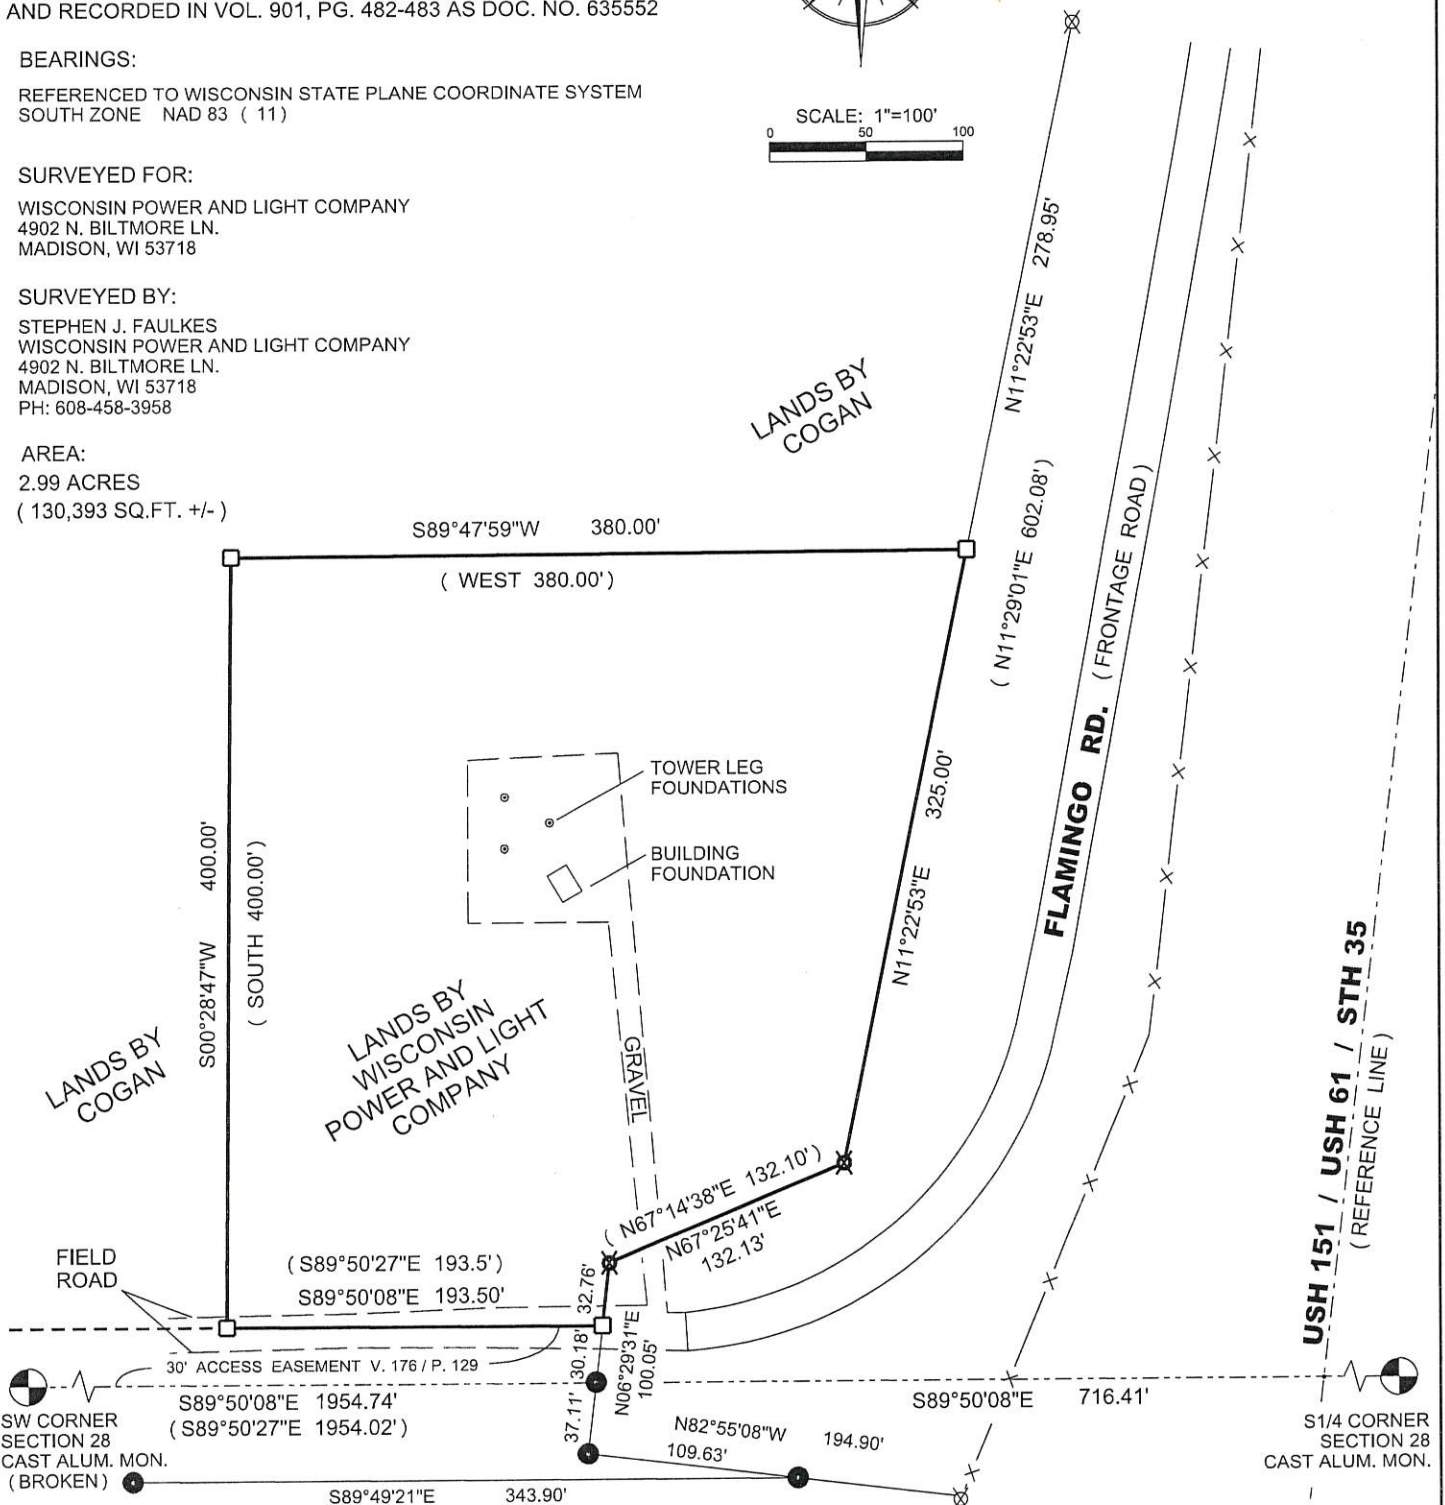 AND RECORDED IN VOL. 901, PG. 482-483 AS DOC. NO. 635552
BEARINGS:
REFERENCED TO WISCONSIN STATE PLANE COORDINATE SYSTEM
SOUTH ZONE NAD 83 ( 11 )
SCALE: 1"=100'
0 50 100
SURVEYED FOR:
WISCONSIN POWER AND LIGHT COMPANY
4902 N. BILTMORE LN.
MADISON, WI 53718
SURVEYED BY:
STEPHEN J. FAULKES
WISCONSIN POWER AND LIGHT COMPANY
4902 N. BILTMORE LN.
MADISON, WI 53718
PH: 608-458-3958
AREA:
2.99 ACRES
( 130,393 SQ.FT. +/- )
N11°22'53"E 278.95'
LANDS BY
COGAN
S89°47'59"W 380.00'
( WEST 380.00' )
( N11°29'01"E 602.08' )
FLAMINGO RD. ( FRONTAGE ROAD )
TOWER LEG
FOUNDATIONS
BUILDING
FOUNDATION
N11°22'53"E 325.00'
S00°28'47"W 400.00'
( SOUTH 400.00' )
LANDS BY
COGAN
LANDS BY
WISCONSIN
POWER AND LIGHT
COMPANY
GRAVEL
USH 151 / USH 61 / STH 35
( REFERENCE LINE )
( N67°14'38"E 132.10' )
N67°25'41"E
132.13'
FIELD
ROAD
( S89°50'27"E 193.5' )
S89°50'08"E 193.50'
32.76'
30.18'
37.11'
N06°29'31"E
100.05'
30' ACCESS EASEMENT V. 176 / P. 129
S89°50'08"E 1954.74'
( S89°50'27"E 1954.02' )
S89°50'08"E 716.41'
SW CORNER
SECTION 28
CAST ALUM. MON.
( BROKEN )
N82°55'08"W 194.90'
109.63'
S1/4 CORNER
SECTION 28
CAST ALUM. MON.
S89°49'21"E 343.90'